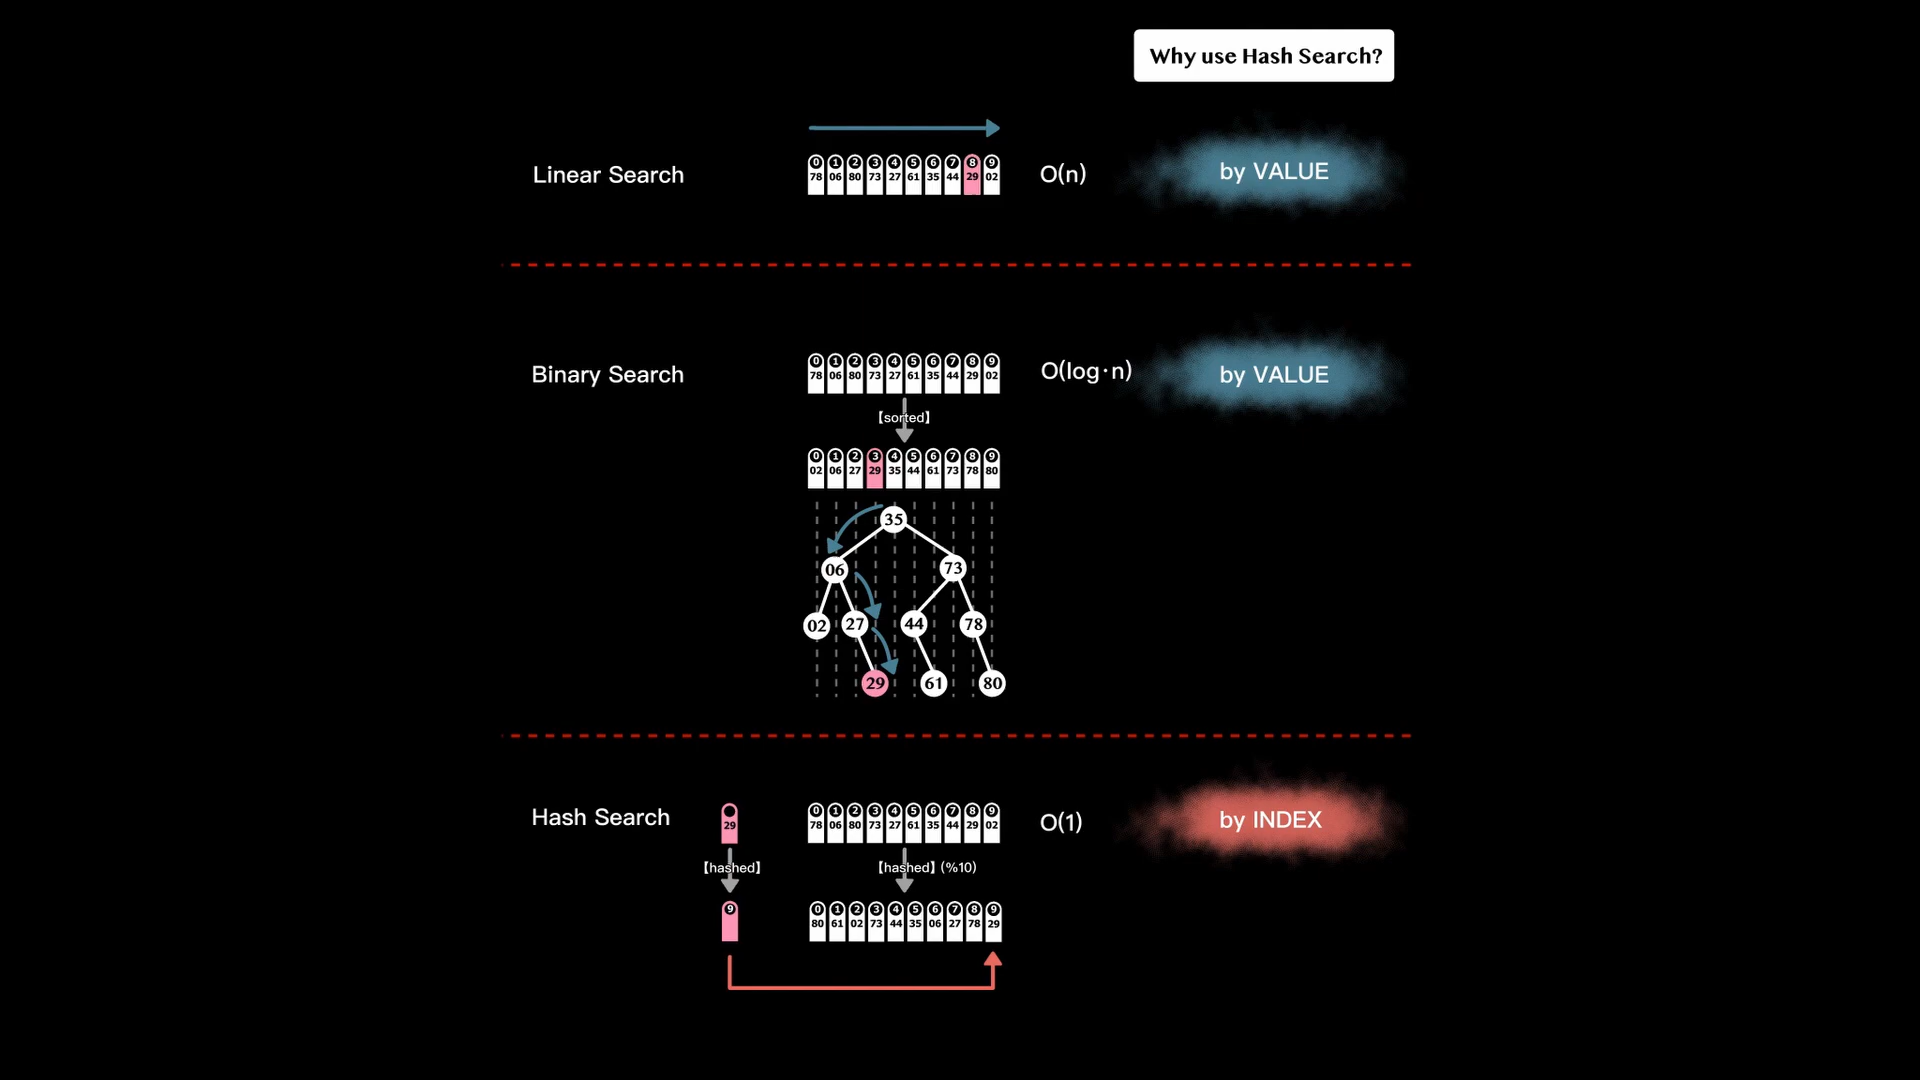 Why use Hash Search?
Linear Search
0 1 2 3 4 5 6 7 8 9
78 06 80 73 27 61 35 44 29 02
O(n)
by VALUE
Binary Search
0 1 2 3 4 5 6 7 8 9
78 06 80 73 27 61 35 44 29 02
O(log·n)
by VALUE
【sorted】
0 1 2 3 4 5 6 7 8 9
02 06 27 29 35 44 61 73 78 80
35
06 73
02 27 44 78
29 61 80
Hash Search
29
0 1 2 3 4 5 6 7 8 9
78 06 80 73 27 61 35 44 29 02
O(1)
by INDEX
【hashed】
【hashed】(%10)
9
0 1 2 3 4 5 6 7 8 9
80 61 02 73 44 35 06 27 78 29